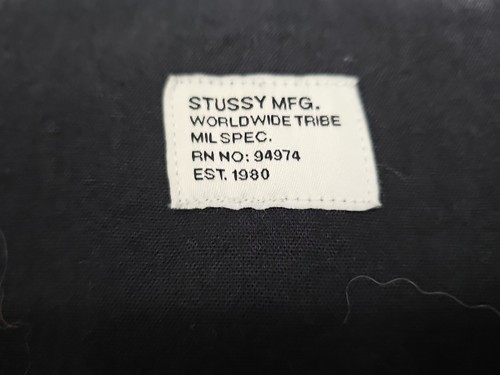 STUSSY MFG.
WORLDWIDE TRIBE
MIL SPEC.
RN NO: 94974
EST. 1980